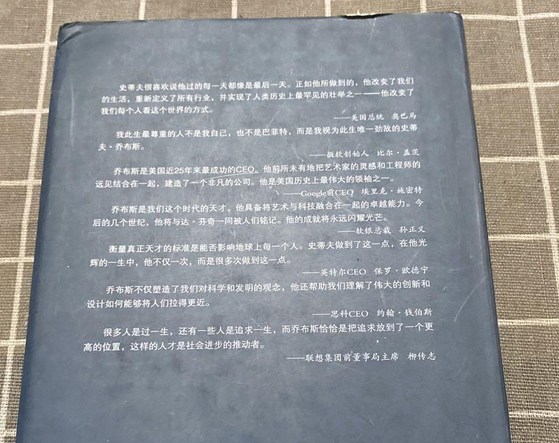 史蒂夫很喜欢说他过的每一天都像是最后一天。正如他所做到的，他改变了我们
的生活，重新定义了所有行业，并实现了人类历史上最罕见的壮举之一——他改变了
我们每个人看这个世界的方式。
——美国总统 奥巴马
我此生最尊重的人不是我自己，也不是巴菲特，而是我视为此生唯一劲敌的史蒂
夫·乔布斯。
——微软创始人 比尔·盖茨
乔布斯是美国近25年来最成功的CEO。他前所未有地把艺术家的灵感和工程师的
远见结合在一起，建造了一个非凡的公司。他是美国历史上最伟大的领袖之一。
——Google前CEO 埃里克·施密特
乔布斯是我们这个时代的天才，他具备将艺术与科技融合在一起的卓越能力。今
后的几个世纪，他将与达·芬奇一同被人们铭记。他的成就将永远闪耀光芒。
——软银总裁 孙正义
衡量真正天才的标准是能否影响地球上每一个人。史蒂夫做到了这一点，在他光
辉的一生中，他不仅一次，而是很多次做到这一点。
——英特尔CEO 保罗·欧德宁
乔布斯不仅塑造了我们对科学和发明的观念，他还帮助我们理解了伟大的创新和
设计如何能够将人们拉得更近。
——思科CEO 约翰·钱伯斯
很多人是过一生，还有一些人是追求一生，而乔布斯恰恰是把追求放到了一个更
高的位置，这样的人才是社会进步的推动者。
——联想集团前董事局主席 柳传志